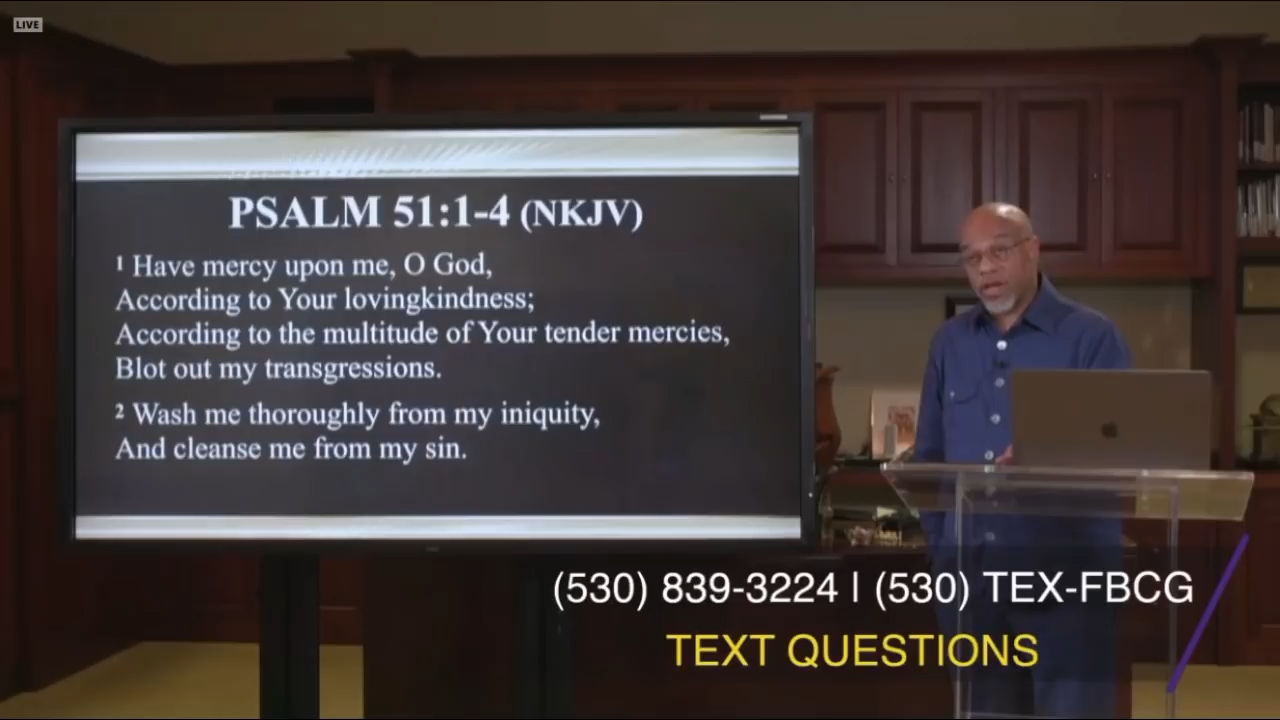 LIVE
PSALM 51:1-4 (NKJV)
1 Have mercy upon me, O God,
According to Your lovingkindness;
According to the multitude of Your tender mercies,
Blot out my transgressions.
2 Wash me thoroughly from my iniquity,
And cleanse me from my sin.
(530) 839-3224 | (530) TEX-FBCG
TEXT QUESTIONS